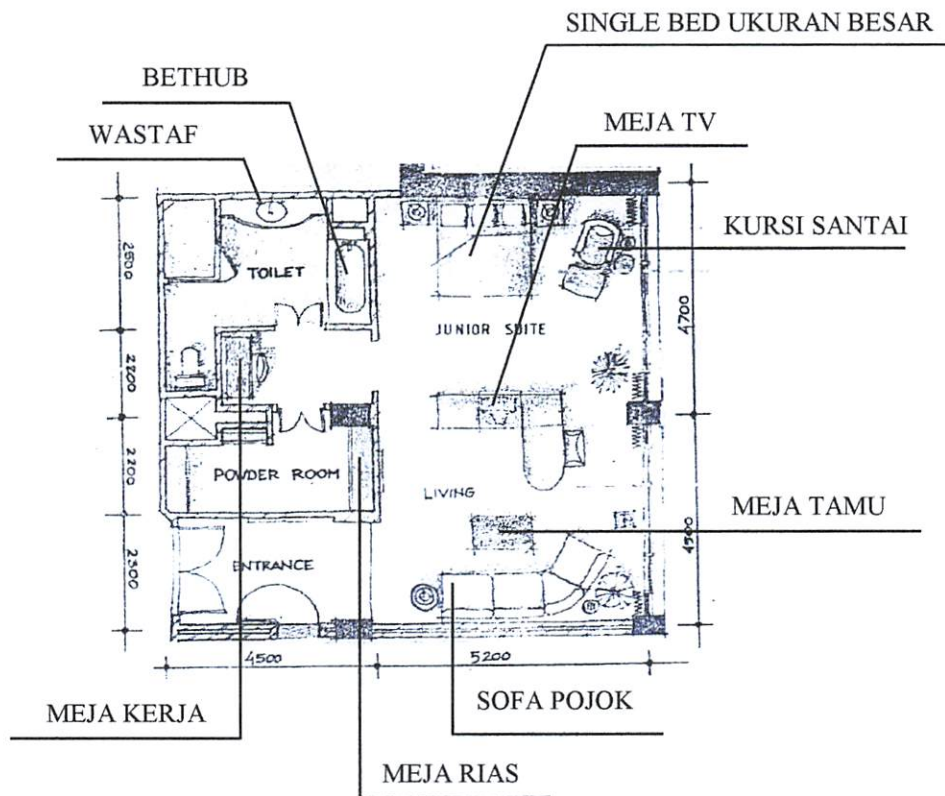 SINGLE BED UKURAN BESAR
BETHUB
WASTAF
MEJA TV
KURSI SANTAI
TOILET
JUNIOR SUITE
2500
4700
2200
POWDER ROOM
2200
LIVING
MEJA TAMU
ENTRANCE
2300
4500
4500
5200
MEJA KERJA
SOFA POJOK
MEJA RIAS